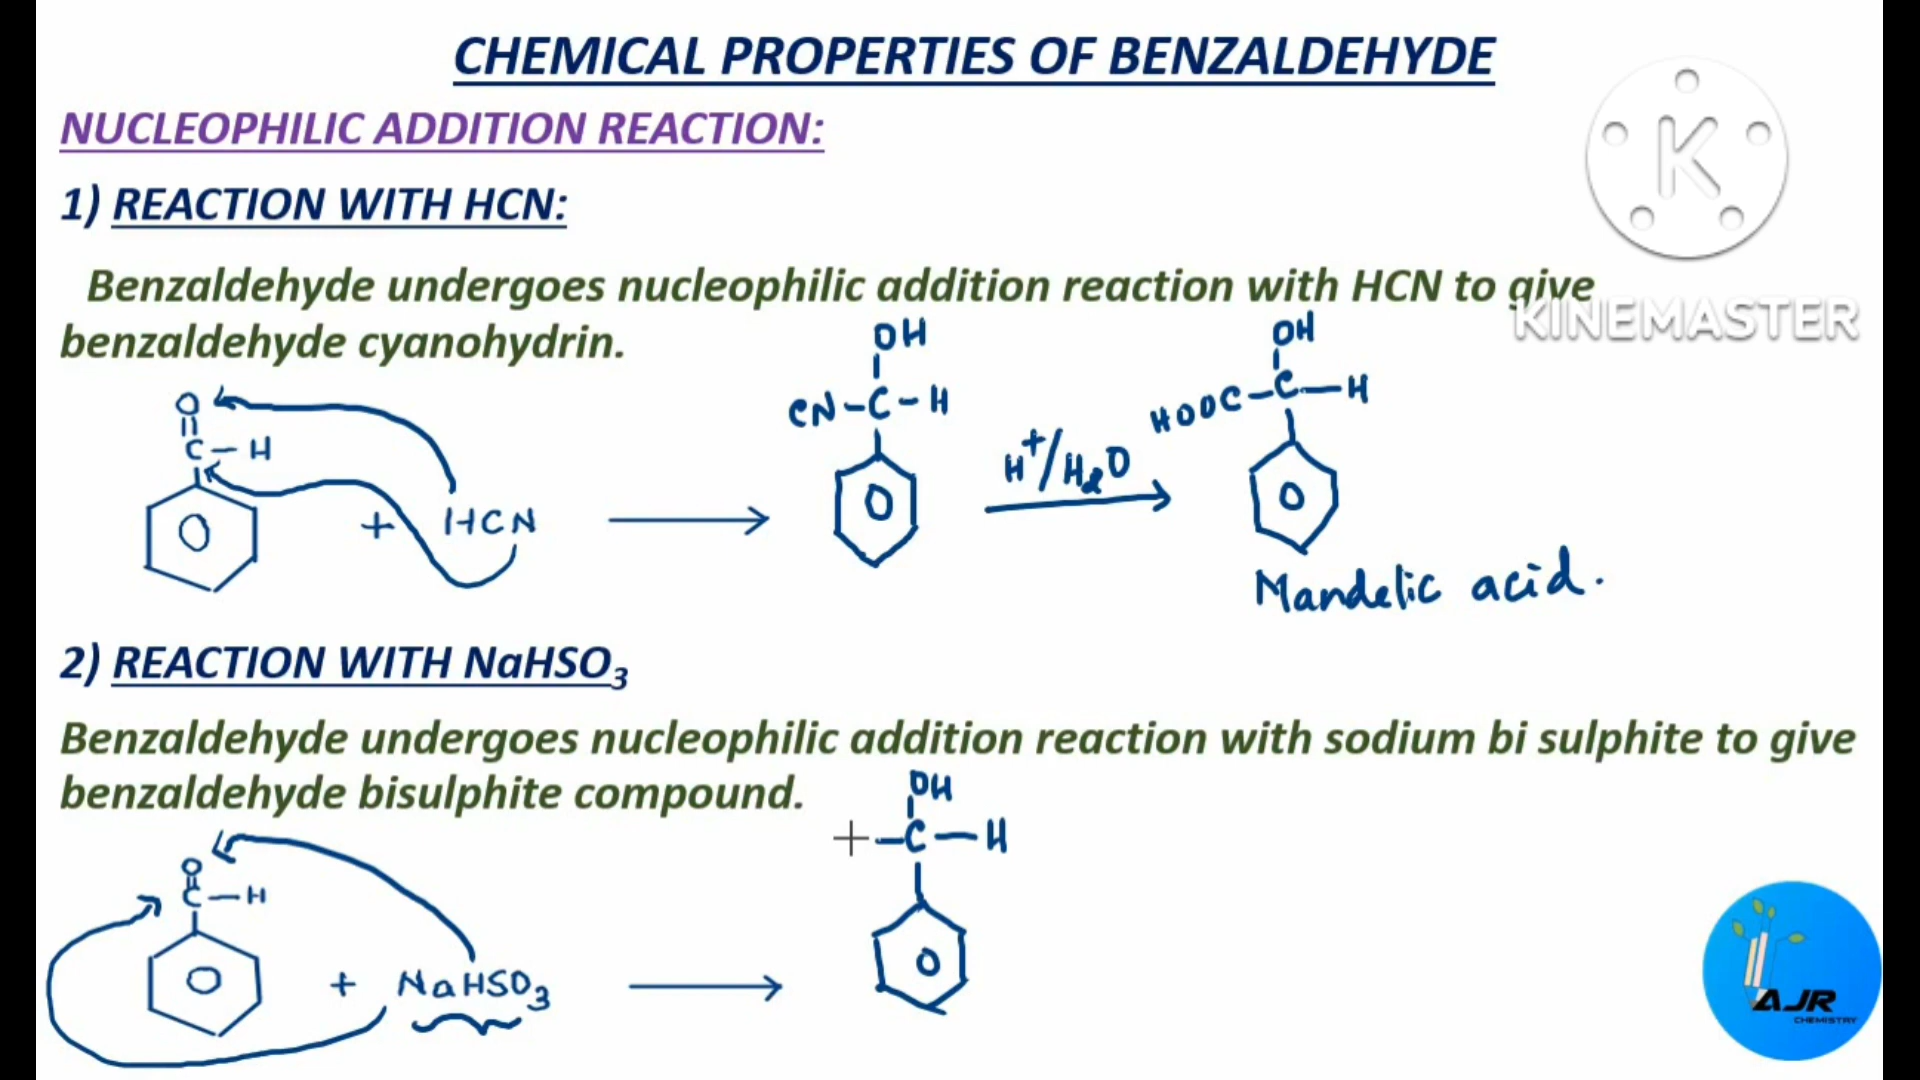 CHEMICAL PROPERTIES OF BENZALDEHYDE
NUCLEOPHILIC ADDITION REACTION:
1) REACTION WITH HCN:
Benzaldehyde undergoes nucleophilic addition reaction with HCN to give
KINEMASTER
benzaldehyde cyanohydrin.
O
C-H
O
+ HCN
OH
CN-C-H
O
H+/H2O
OH
HOOC-C-H
O
Mandelic acid.
2) REACTION WITH NaHSO3
Benzaldehyde undergoes nucleophilic addition reaction with sodium bi sulphite to give
benzaldehyde bisulphite compound.
O
C-H
O
+ NaHSO3
OH
-C-H
O
AJR
CHEMISTRY